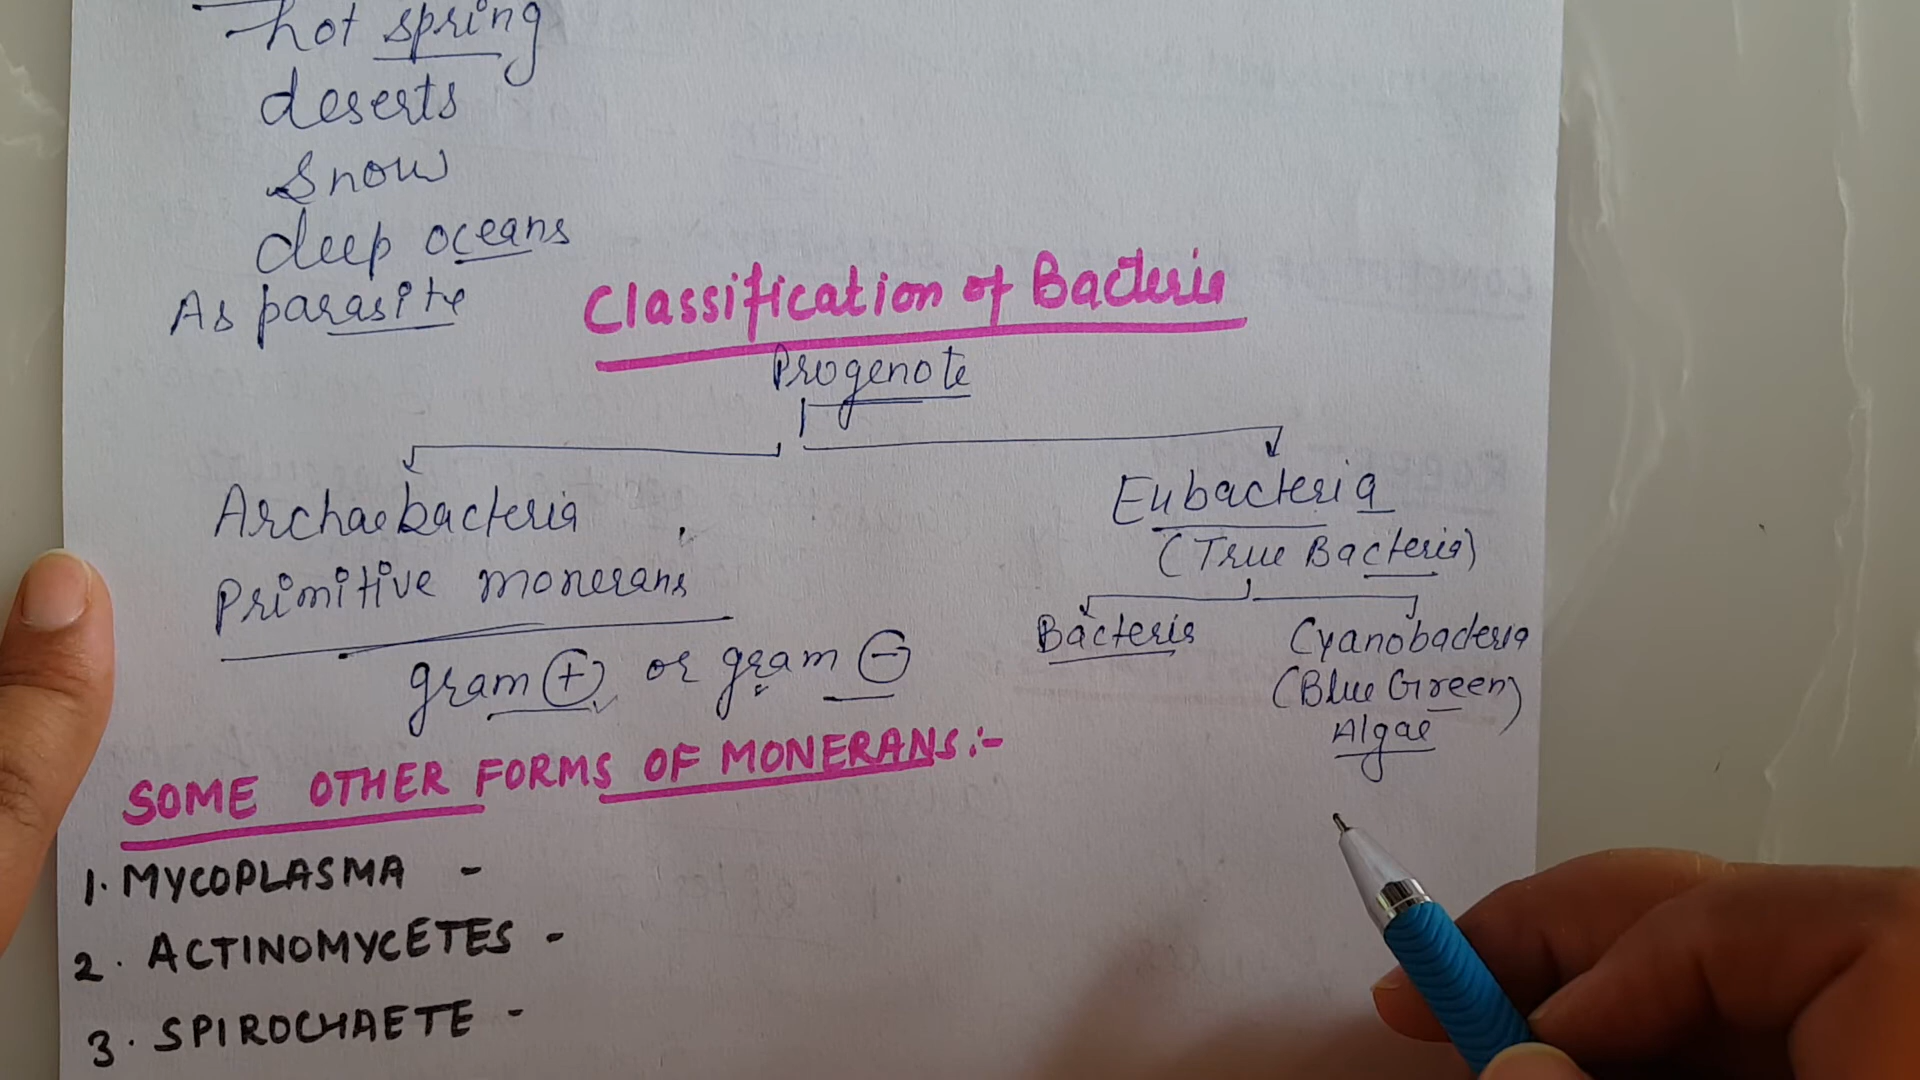 hot spring
deserts
Snow
deep oceans
As parasite
Classification of Bacteria
Progenote
Archaebacteria
Primitive monerans
gram (+) or gram (-)
Eubacteria
(True Bacteria)
Bacteria
Cyanobacteria
(Blue Green)
Algae
SOME OTHER FORMS OF MONERANS:-
1. MYCOPLASMA -
2. ACTINOMYCETES -
3. SPIROCHAETE -